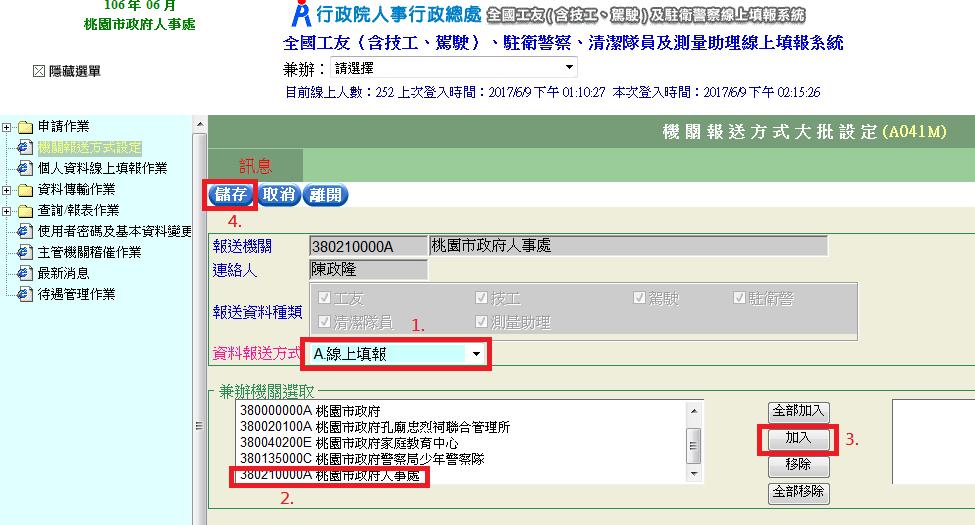 106 年 06 月
桃園市政府人事處
隱藏選單
行政院人事行政總處 全國工友(含技工、駕駛)及駐衛警察線上填報系統
全國工友（含技工、駕駛）、駐衛警察、清潔隊員及測量助理線上填報系統
兼辦：請選擇
目前線上人數：252 上次登入時間：2017/6/9 下午 01:10:27 本次登入時間：2017/6/9 下午 02:15:26
申請作業
機關報送方式設定
個人資料線上填報作業
資料傳輸作業
查詢/報表作業
使用者密碼及基本資料變更
主管機關稽催作業
最新消息
待遇管理作業
機關報送方式大批設定(A041M)
訊息
儲存 取消 離開
4.
報送機關 380210000A 桃園市政府人事處
連絡人 陳政隆
報送資料種類 工友 技工 駕駛 駐衛警
清潔隊員 測量助理
1.
資料報送方式 A.線上填報
兼辦機關選取
380000000A 桃園市政府
380020100A 桃園市政府孔廟忠烈祠聯合管理所
380040200E 桃園市政府家庭教育中心
380135000C 桃園市政府警察局少年警察隊
380210000A 桃園市政府人事處
2.
全部加入
加入 3.
移除
全部移除